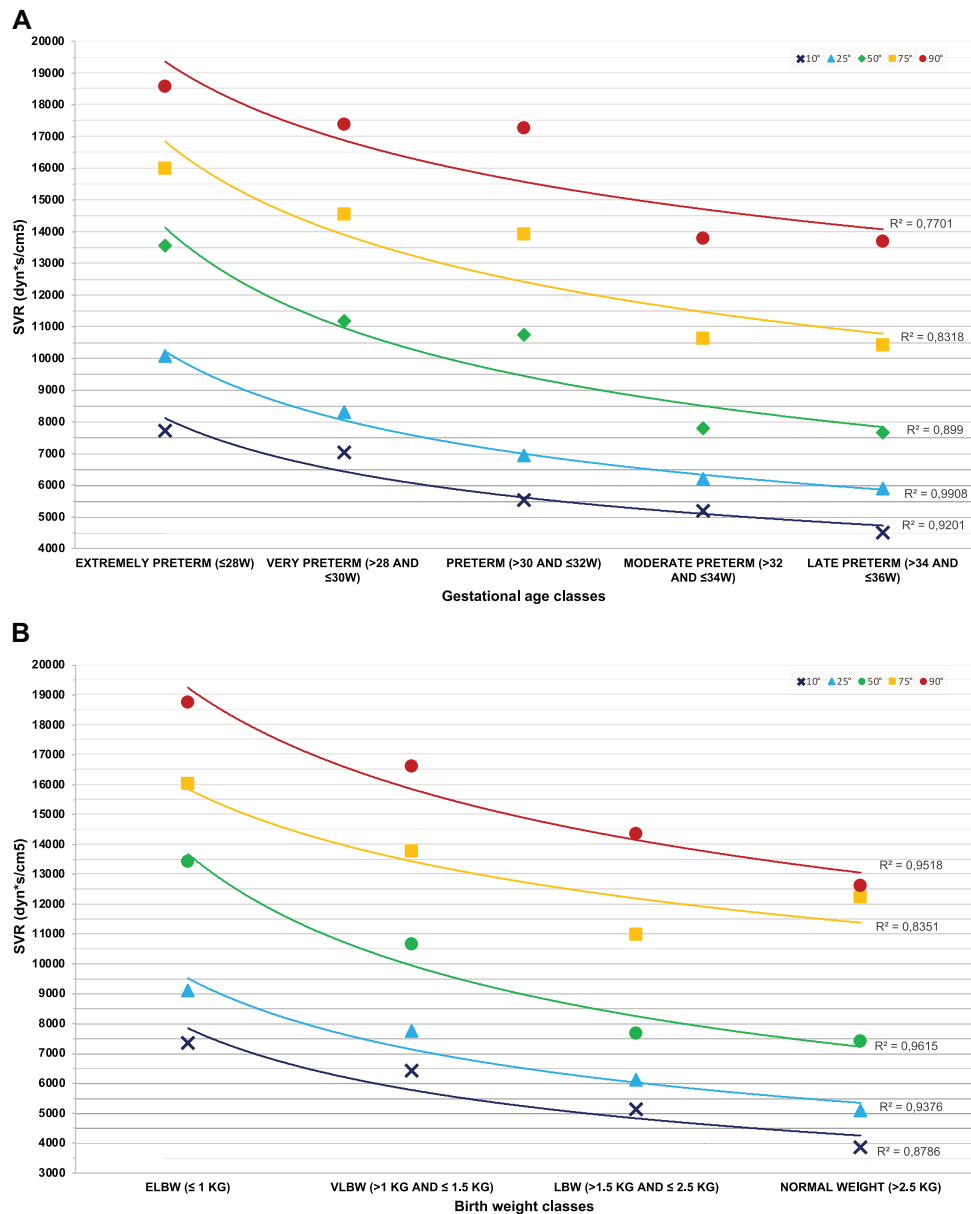 A
20000
19000
18000
17000
16000
15000
14000
13000
12000
11000
10000
9000
8000
7000
6000
5000
4000
SVR (dyn*s/cm5)
10° 25° 50° 75° 90°
R² = 0,7701
R² = 0,8318
R² = 0,899
R² = 0,9908
R² = 0,9201
EXTREMELY PRETERM (≤28W) VERY PRETERM (>28 AND PRETERM (>30 AND ≤32W) MODERATE PRETERM (>32 LATE PRETERM (>34 AND
≤30W) AND ≤34W) ≤36W)
Gestational age classes
B
20000
19000
18000
17000
16000
15000
14000
13000
12000
11000
10000
9000
8000
7000
6000
5000
4000
3000
SVR (dyn*s/cm5)
10° 25° 50° 75° 90°
R² = 0,9518
R² = 0,8351
R² = 0,9615
R² = 0,9376
R² = 0,8786
ELBW (≤ 1 KG) VLBW (>1 KG AND ≤ 1.5 KG) LBW (>1.5 KG AND ≤ 2.5 KG) NORMAL WEIGHT (>2.5 KG)
Birth weight classes